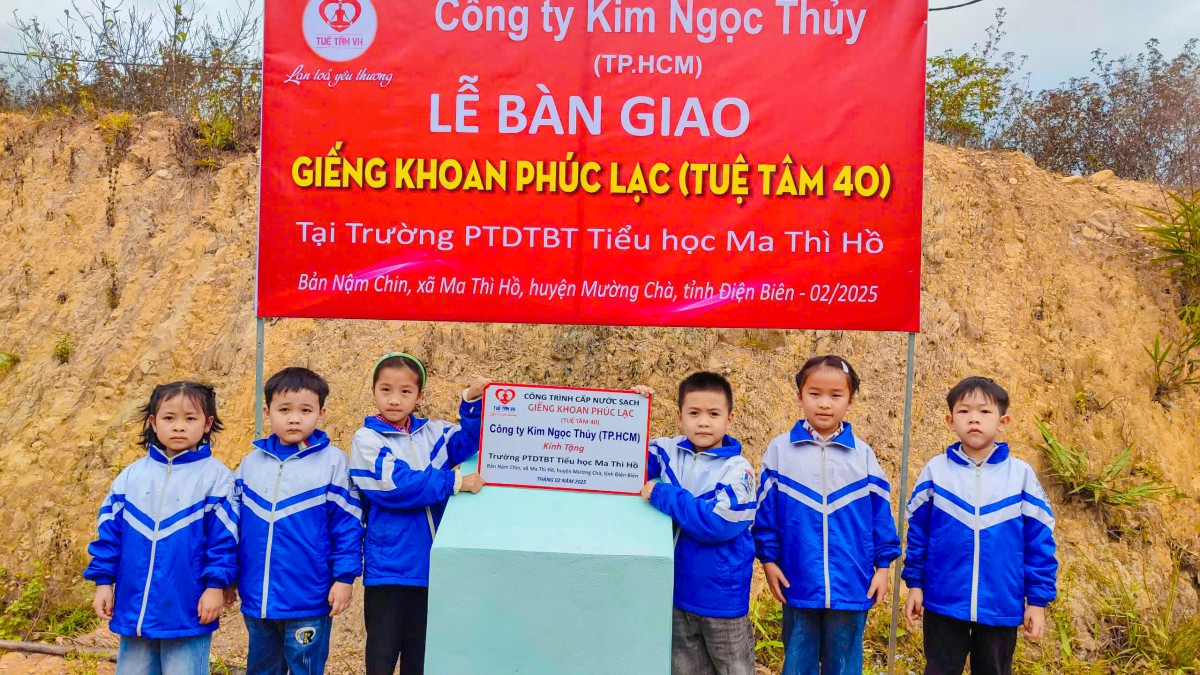 TUỆ TÂM VH
Lan toả yêu thương
Công ty Kim Ngọc Thủy
(TP.HCM)
LỄ BÀN GIAO
GIẾNG KHOAN PHÚC LẠC (TUỆ TÂM 40)
Tại Trường PTDTBT Tiểu học Ma Thì Hồ
Bản Nậm Chin, xã Ma Thì Hồ, huyện Mường Chà, tỉnh Điện Biên - 02/2025
TUỆ TÂM VH
CÔNG TRÌNH CẤP NƯỚC SẠCH
GIẾNG KHOAN PHÚC LẠC
(TUỆ TÂM 40)
Công ty Kim Ngọc Thủy (TP.HCM)
Kính Tặng
Trường PTDTBT Tiểu học Ma Thì Hồ
Bản Nậm Chin, xã Ma Thì Hồ, huyện Mường Chà, tỉnh Điện Biên
THÁNG 02 NĂM 2025